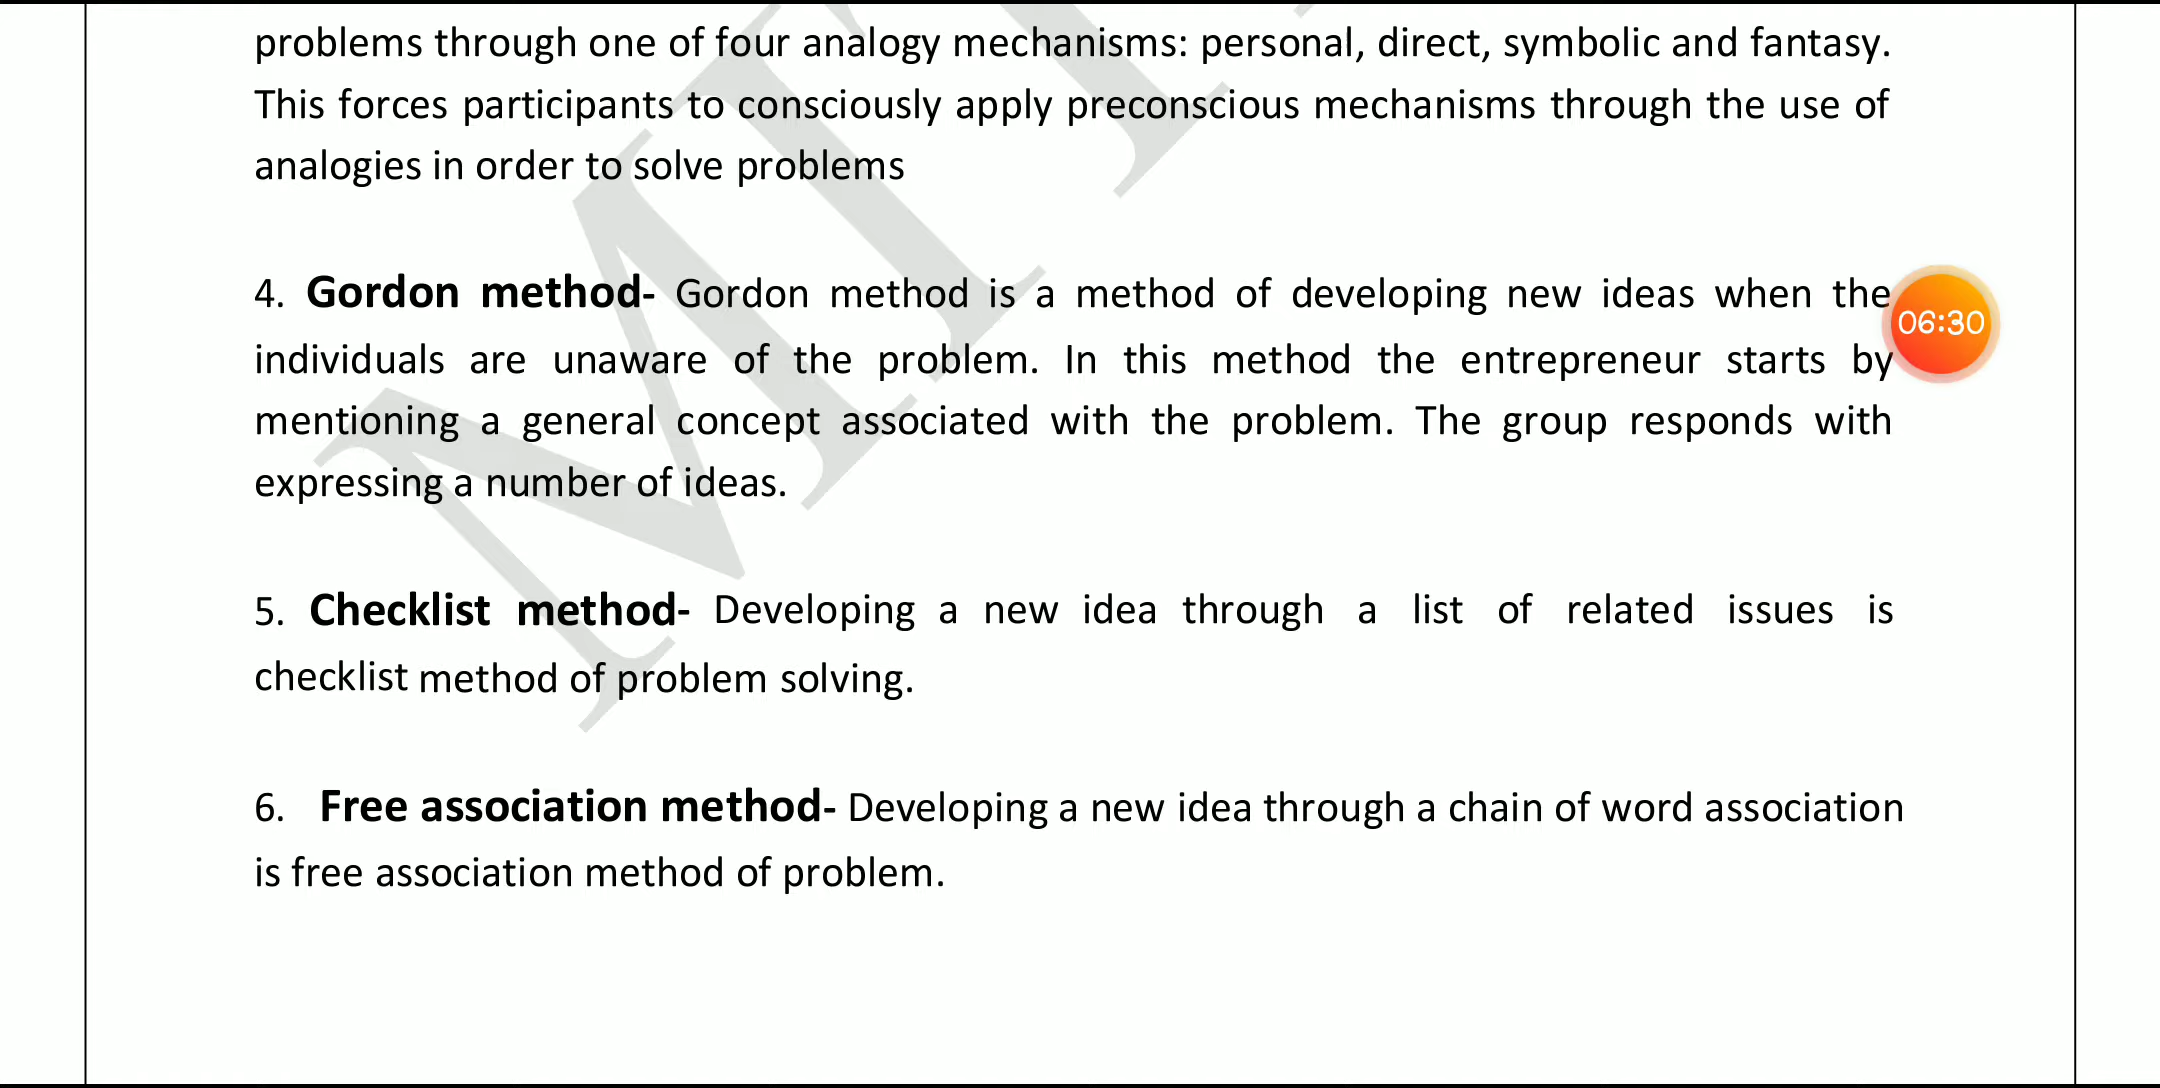 problems through one of four analogy mechanisms: personal, direct, symbolic and fantasy.
This forces participants to consciously apply preconscious mechanisms through the use of
analogies in order to solve problems
4. Gordon method- Gordon method is a method of developing new ideas when the
06:30
individuals are unaware of the problem. In this method the entrepreneur starts by
mentioning a general concept associated with the problem. The group responds with
expressing a number of ideas.
5. Checklist method- Developing a new idea through a list of related issues is
checklist method of problem solving.
6. Free association method- Developing a new idea through a chain of word association
is free association method of problem.